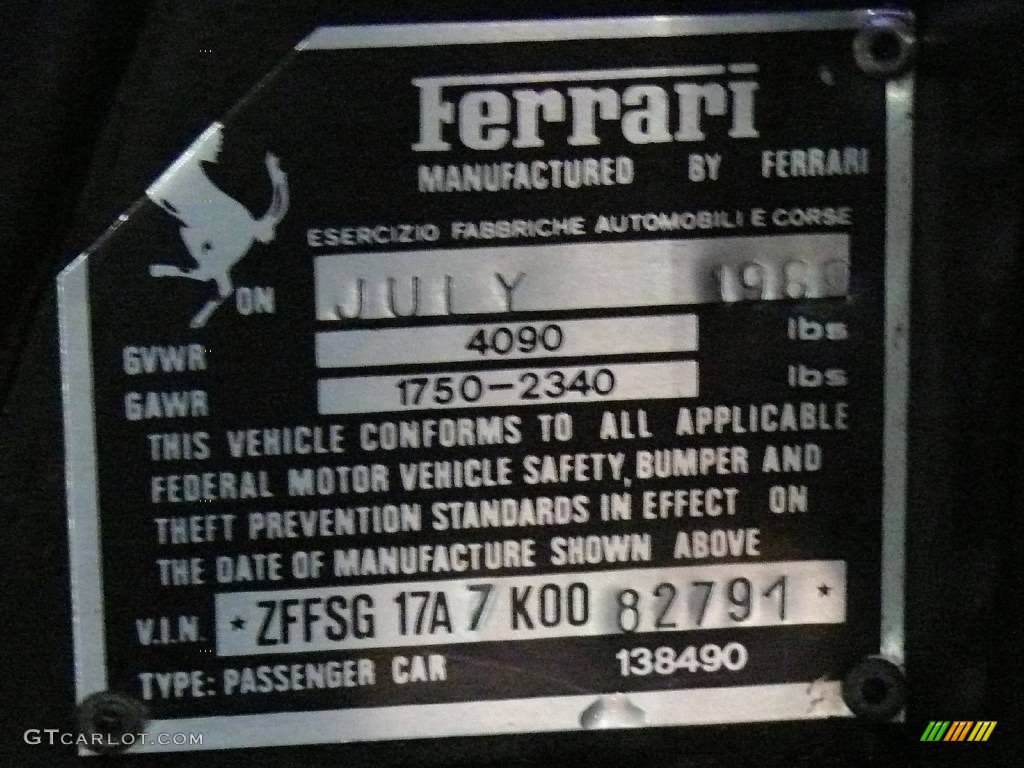 Ferrari
MANUFACTURED BY FERRARI
ESERCIZIO FABBRICHE AUTOMOBILI E CORSE
ON JULY 1989
GVWR 4090 lbs
GAWR 1750-2340 lbs
THIS VEHICLE CONFORMS TO ALL APPLICABLE
FEDERAL MOTOR VEHICLE SAFETY, BUMPER AND
THEFT PREVENTION STANDARDS IN EFFECT ON
THE DATE OF MANUFACTURE SHOWN ABOVE
V.I.N. *ZFFSG 17A 7 K00 82791 *
TYPE: PASSENGER CAR 138490
GTCARLOT.COM